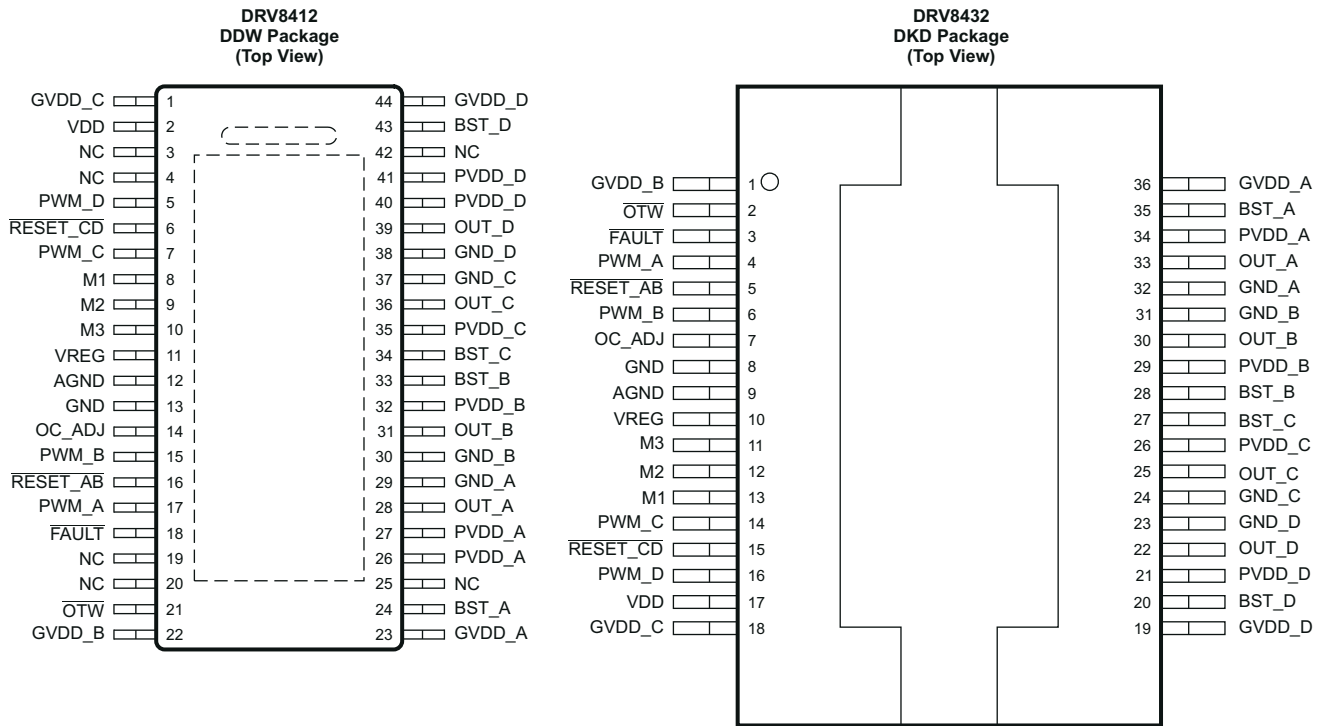 DRV8412
DDW Package
(Top View)
GVDD_C 1
VDD 2
NC 3
NC 4
PWM_D 5
RESET_CD 6
PWM_C 7
M1 8
M2 9
M3 10
VREG 11
AGND 12
GND 13
OC_ADJ 14
PWM_B 15
RESET_AB 16
PWM_A 17
FAULT 18
NC 19
NC 20
OTW 21
GVDD_B 22
44 GVDD_D
43 BST_D
42 NC
41 PVDD_D
40 PVDD_D
39 OUT_D
38 GND_D
37 GND_C
36 OUT_C
35 PVDD_C
34 BST_C
33 BST_B
32 PVDD_B
31 OUT_B
30 GND_B
29 GND_A
28 OUT_A
27 PVDD_A
26 PVDD_A
25 NC
24 BST_A
23 GVDD_A
DRV8432
DKD Package
(Top View)
GVDD_B 1
OTW 2
FAULT 3
PWM_A 4
RESET_AB 5
PWM_B 6
OC_ADJ 7
GND 8
AGND 9
VREG 10
M3 11
M2 12
M1 13
PWM_C 14
RESET_CD 15
PWM_D 16
VDD 17
GVDD_C 18
36 GVDD_A
35 BST_A
34 PVDD_A
33 OUT_A
32 GND_A
31 GND_B
30 OUT_B
29 PVDD_B
28 BST_B
27 BST_C
26 PVDD_C
25 OUT_C
24 GND_C
23 GND_D
22 OUT_D
21 PVDD_D
20 BST_D
19 GVDD_D